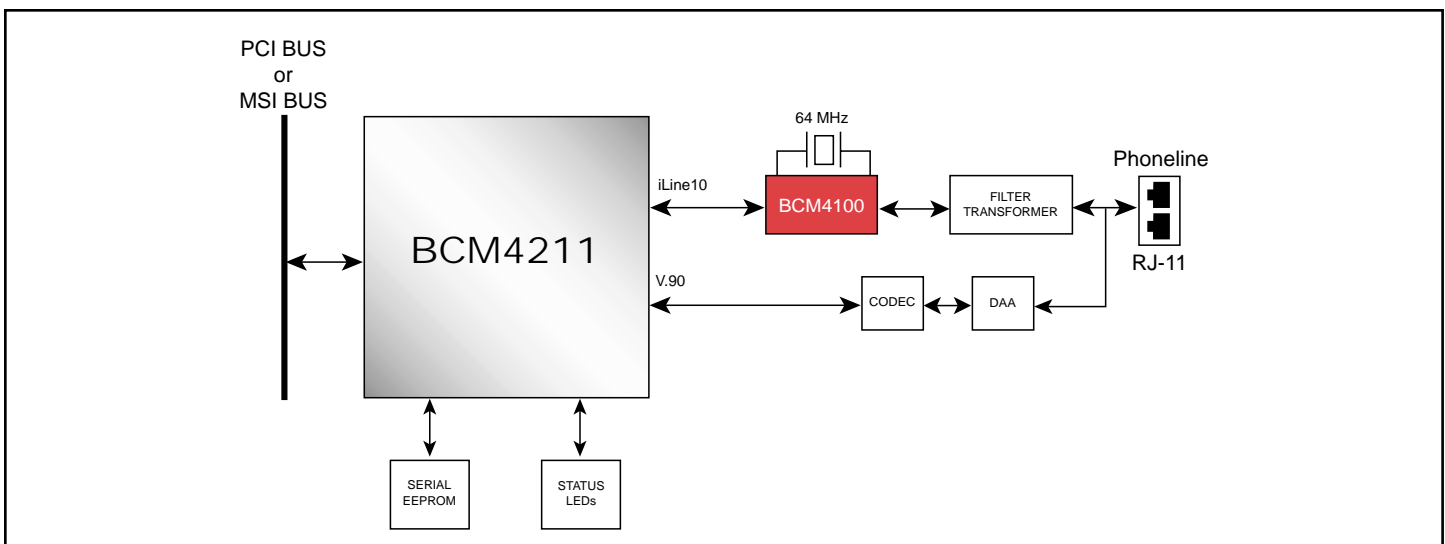 PCI BUS
or
MSI BUS
64 MHz
Phoneline
iLine10
BCM4100
FILTER
TRANSFORMER
BCM4211
RJ-11
V.90
CODEC
DAA
SERIAL
EEPROM
STATUS
LEDs